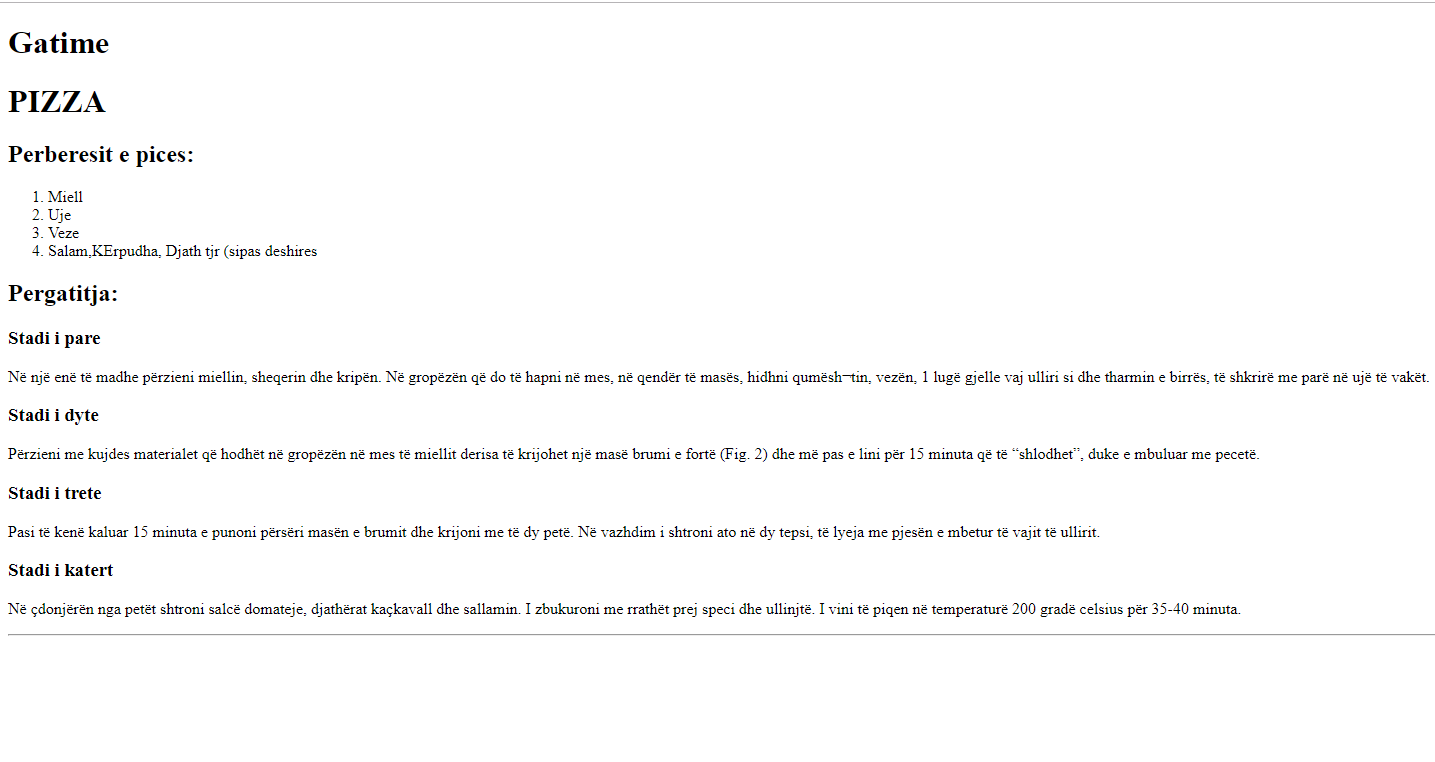 Gatime
PIZZA
Perberesit e pices:
1. Miell
2. Uje
3. Veze
4. Salam,KErpudha, Djath tjr (sipas deshires
Pergatitja:
Stadi i pare
Në një enë të madhe përzieni miellin, sheqerin dhe kripën. Në gropëzën që do të hapni në mes, në qendër të masës, hidhni qumësh¬tin, vezën, 1 lugë gjelle vaj ulliri si dhe tharmin e birrës, të shkrirë me parë në ujë të vakët.
Stadi i dyte
Përzieni me kujdes materialet që hodhët në gropëzën në mes të miellit derisa të krijohet një masë brumi e fortë (Fig. 2) dhe më pas e lini për 15 minuta që të “shlodhet”, duke e mbuluar me pecetë.
Stadi i trete
Pasi të kenë kaluar 15 minuta e punoni përsëri masën e brumit dhe krijoni me të dy petë. Në vazhdim i shtroni ato në dy tepsi, të lyeja me pjesën e mbetur të vajit të ullirit.
Stadi i katert
Në çdonjërën nga petët shtroni salcë domateje, djathërat kaçkavall dhe sallamin. I zbukuroni me rrathët prej speci dhe ullinjtë. I vini të piqen në temperaturë 200 gradë celsius për 35-40 minuta.